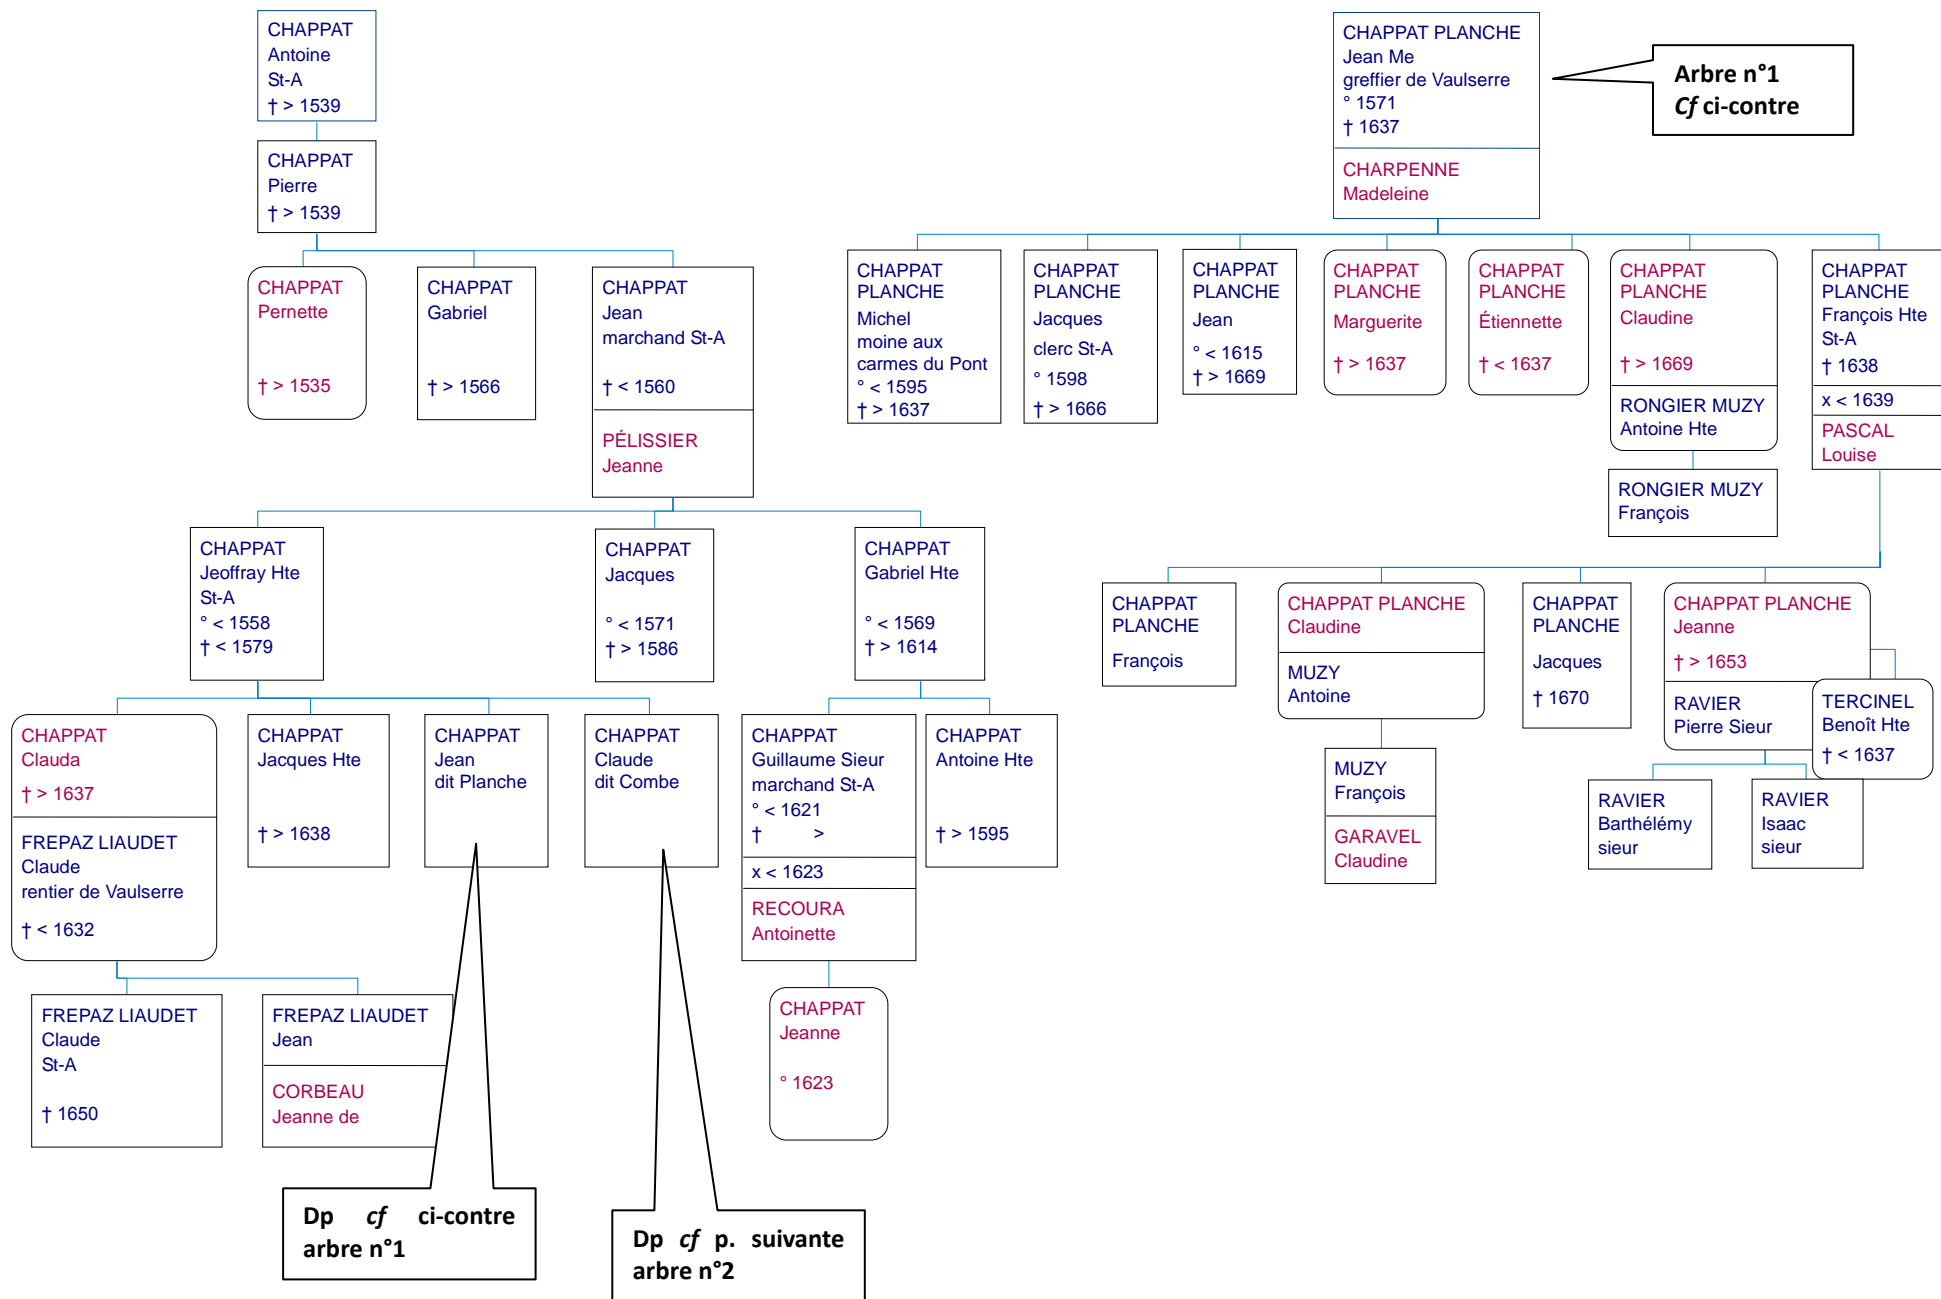 CHAPPAT
Antoine
St-A
† > 1539
CHAPPAT
Pierre
† > 1539
CHAPPAT
Pernette
† > 1535
CHAPPAT
Gabriel
† > 1566
CHAPPAT
Jean
marchand St-A
† < 1560
PÉLISSIER
Jeanne
CHAPPAT
Jeoffray Hte
St-A
° < 1558
† < 1579
CHAPPAT
Jacques
° < 1571
† > 1586
CHAPPAT
Gabriel Hte
° < 1569
† > 1614
CHAPPAT
Clauda
† > 1637
FREPAZ LIAUDET
Claude
rentier de Vaulserre
† < 1632
CHAPPAT
Jacques Hte
† > 1638
CHAPPAT
Jean
dit Planche
CHAPPAT
Claude
dit Combe
CHAPPAT
Guillaume Sieur
marchand St-A
° < 1621
† >
x < 1623
RECOURA
Antoinette
CHAPPAT
Antoine Hte
† > 1595
FREPAZ LIAUDET
Claude
St-A
† 1650
FREPAZ LIAUDET
Jean
CORBEAU
Jeanne de
CHAPPAT
Jeanne
° 1623
Dp cf ci-contre
arbre n°1
Dp cf p. suivante
arbre n°2
CHAPPAT PLANCHE
Jean Me
greffier de Vaulserre
° 1571
† 1637
CHARPENNE
Madeleine
Arbre n°1
Cf ci-contre
CHAPPAT
PLANCHE
Michel
moine aux
carmes du Pont
° < 1595
† > 1637
CHAPPAT
PLANCHE
Jacques
clerc St-A
° 1598
† > 1666
CHAPPAT
PLANCHE
Jean
° < 1615
† > 1669
CHAPPAT
PLANCHE
Marguerite
† > 1637
CHAPPAT
PLANCHE
Étiennette
† < 1637
CHAPPAT
PLANCHE
Claudine
† > 1669
RONGIER MUZY
Antoine Hte
CHAPPAT
PLANCHE
François Hte
St-A
† 1638
x < 1639
PASCAL
Louise
RONGIER MUZY
François
CHAPPAT
PLANCHE
François
CHAPPAT PLANCHE
Claudine
MUZY
Antoine
CHAPPAT
PLANCHE
Jacques
† 1670
CHAPPAT PLANCHE
Jeanne
† > 1653
RAVIER
Pierre Sieur
TERCINEL
Benoît Hte
† < 1637
MUZY
François
GARAVEL
Claudine
RAVIER
Barthélémy
sieur
RAVIER
Isaac
sieur